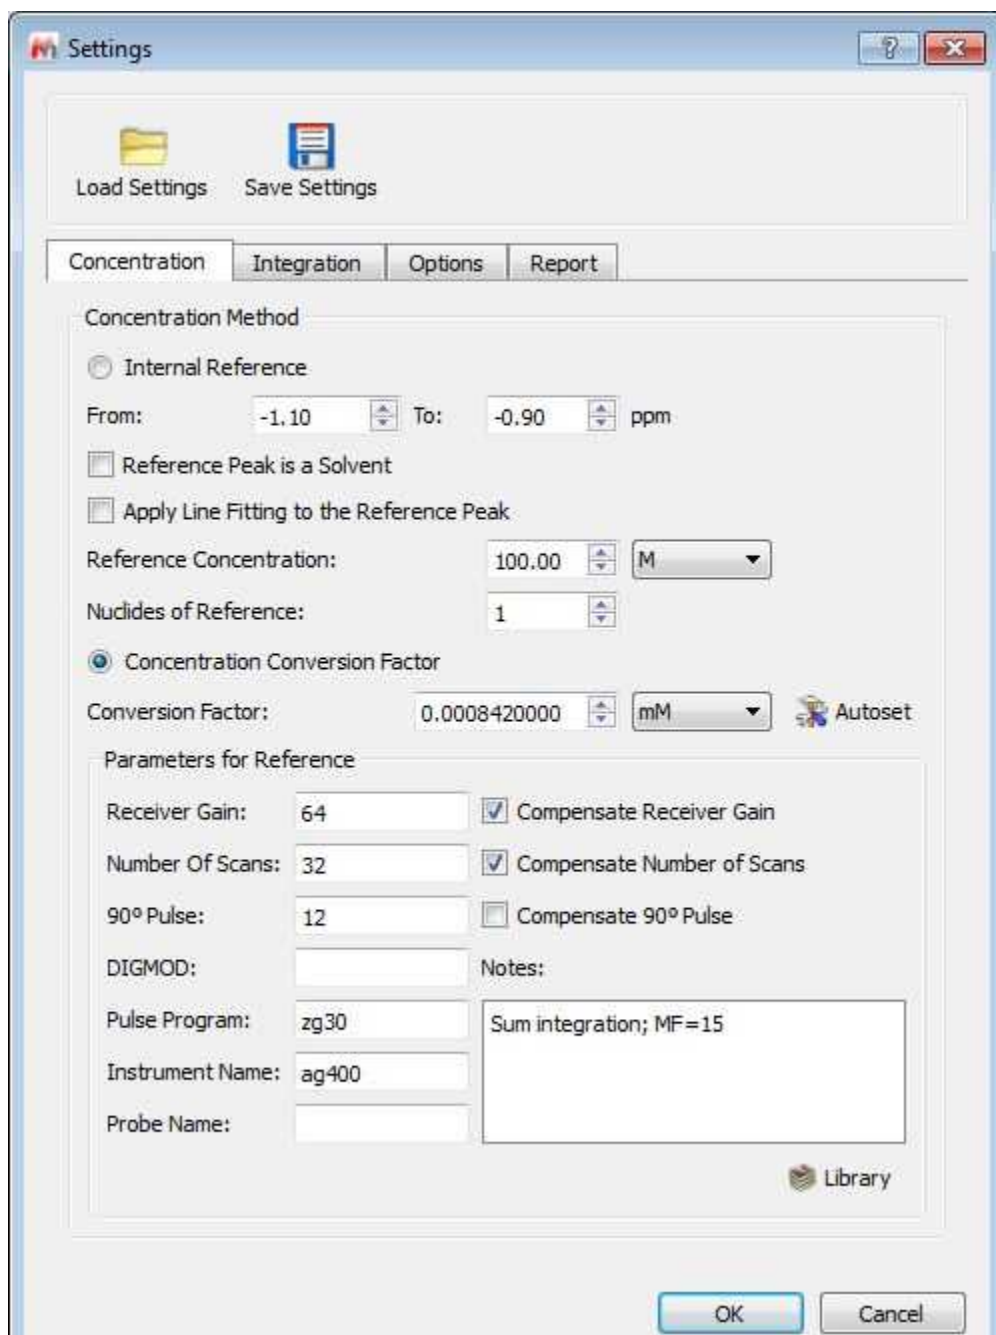 Settings
Load Settings Save Settings
Concentration Integration Options Report
Concentration Method
Internal Reference
From: -1.10 To: -0.90 ppm
Reference Peak is a Solvent
Apply Line Fitting to the Reference Peak
Reference Concentration: 100.00 M
Nuclides of Reference: 1
Concentration Conversion Factor
Conversion Factor: 0.0008420000 mM Autoset
Parameters for Reference
Receiver Gain: 64 Compensate Receiver Gain
Number Of Scans: 32 Compensate Number of Scans
90º Pulse: 12 Compensate 90º Pulse
DIGMOD: Notes:
Pulse Program: zg30 Sum integration; MF=15
Instrument Name: ag400
Probe Name:
Library
OK Cancel